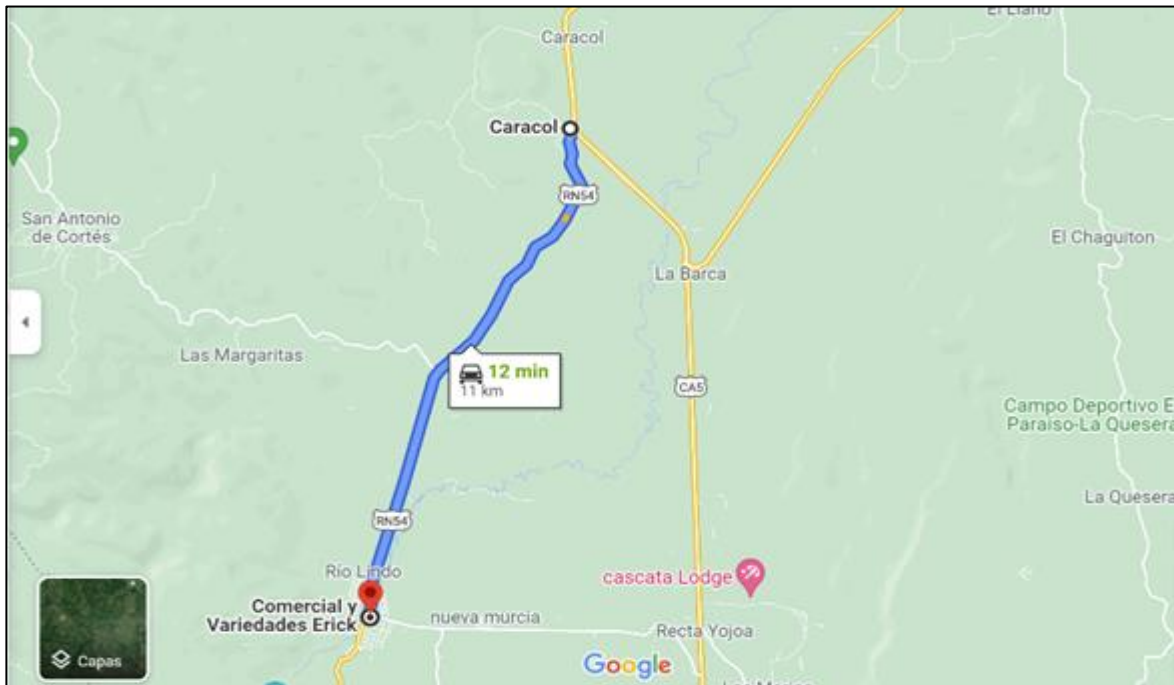 El Llano
Caracol
Caracol
RN54
San Antonio
de Cortés
El Chaguiton
La Barca
Las Margaritas
12 min
11 km
CA5
Campo Deportivo E
Paraíso-La Quesera
La Quesera
RN54
Río Lindo
cascata Lodge
Comercial y
Variedades Erick
nueva murcia
Recta Yojoa
Capas
Google